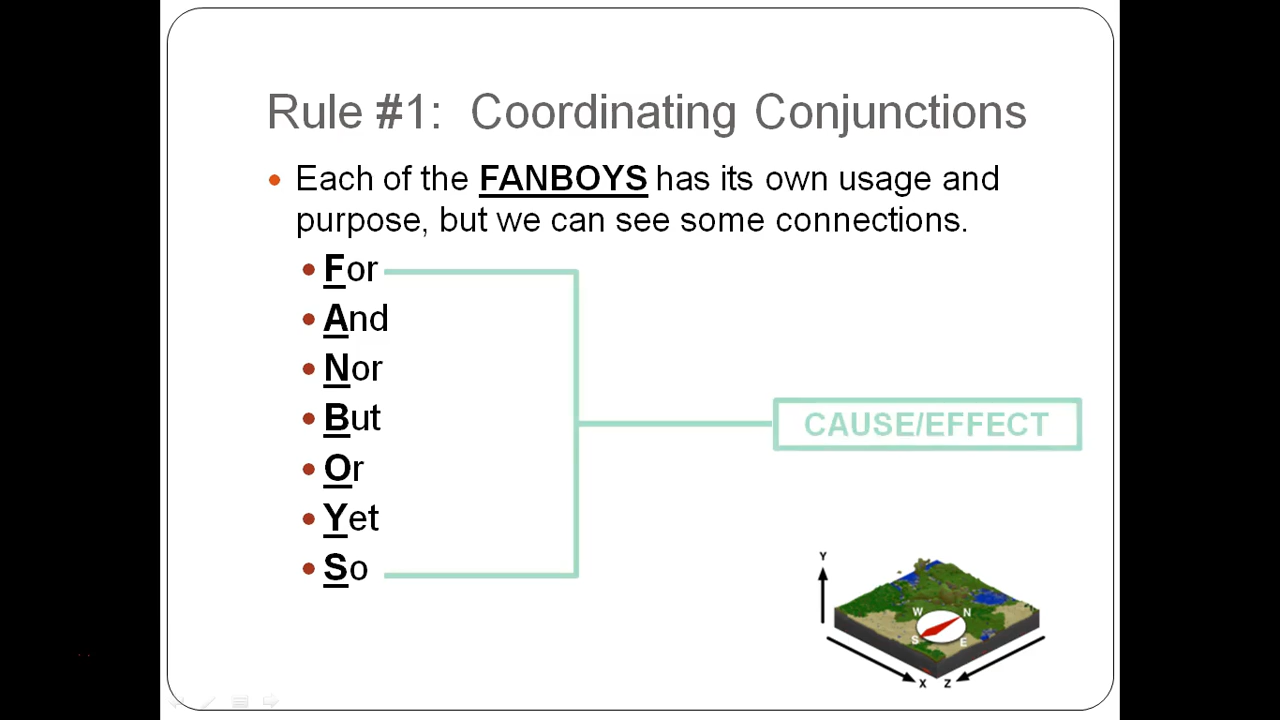 Rule #1: Coordinating Conjunctions
Each of the FANBOYS has its own usage and
purpose, but we can see some connections.
For
And
Nor
But
Or
Yet
So
CAUSE/EFFECT
Y
W N
S E
X Z